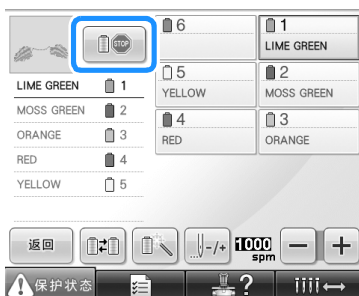 STOP
LIME GREEN 1
MOSS GREEN 2
ORANGE 3
RED 4
YELLOW 5
6
1
LIME GREEN
5
YELLOW
2
MOSS GREEN
4
RED
3
ORANGE
返回
-/+
1000
spm
− +
保护状态
?